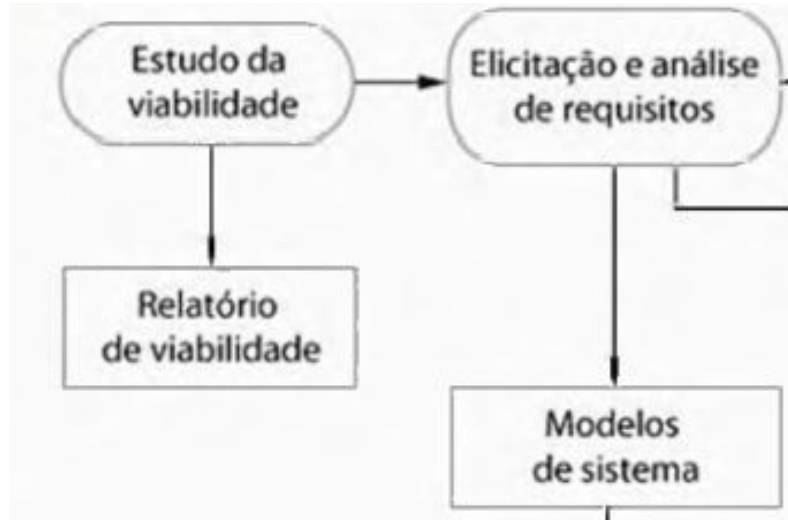 Estudo da
viabilidade
Elicitação e análise
de requisitos
Relatório
de viabilidade
Modelos
de sistema